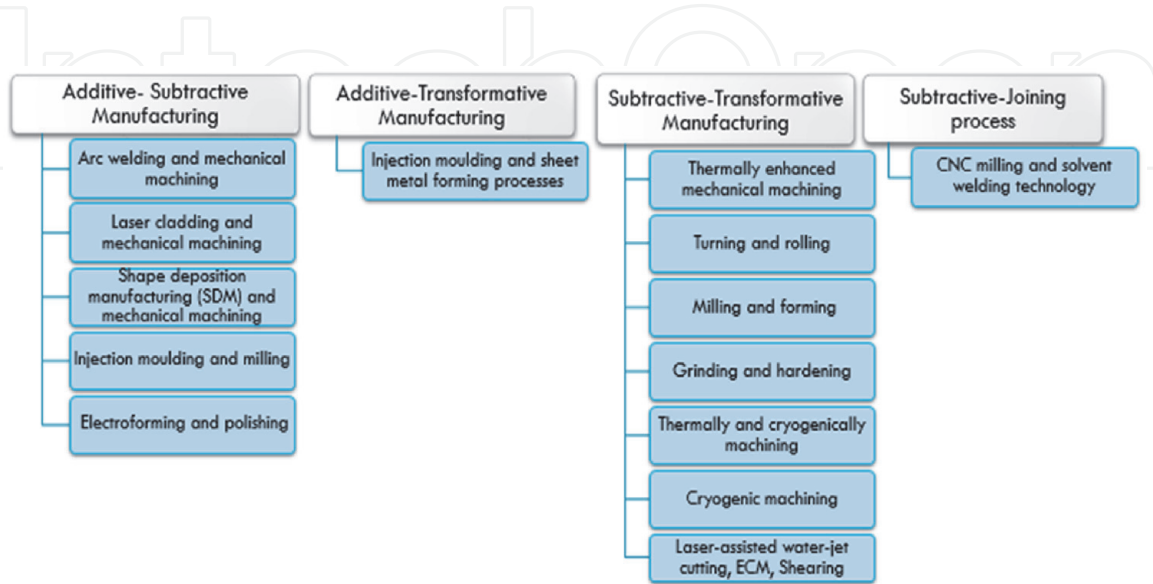 IntechOpen
Additive- Subtractive
Manufacturing
Arc welding and mechanical
machining
Laser cladding and
mechanical machining
Shape deposition
manufacturing (SDM) and
mechanical machining
Injection moulding and milling
Electroforming and polishing
Additive-Transformative
Manufacturing
Injection moulding and sheet
metal forming processes
Subtractive-Transformative
Manufacturing
Thermally enhanced
mechanical machining
Turning and rolling
Milling and forming
Grinding and hardening
Thermally and cryogenically
machining
Cryogenic machining
Laser-assisted water-jet
cutting, ECM, Shearing
Subtractive-Joining
process
CNC milling and solvent
welding technology